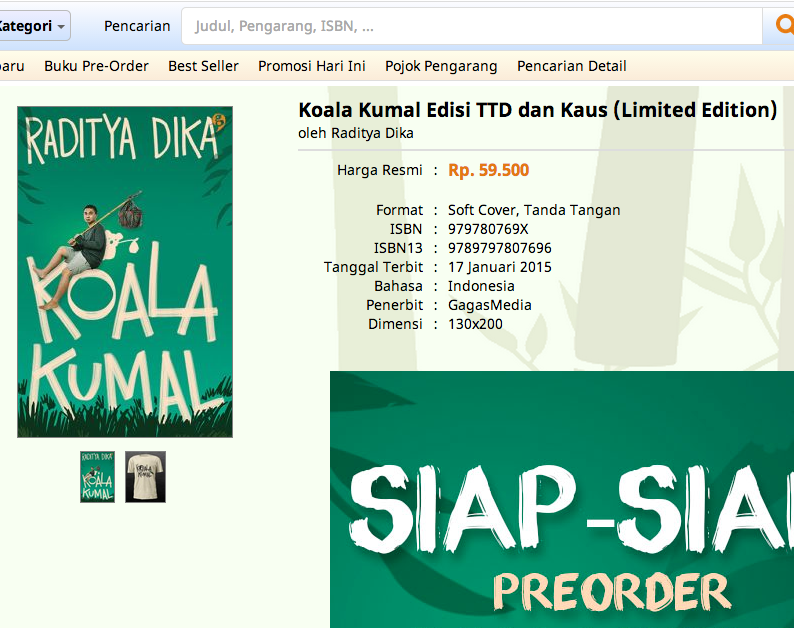 Kategori
Pencarian
Judul, Pengarang, ISBN, ...
Buku Pre-Order
Best Seller
Promosi Hari Ini
Pojok Pengarang
Pencarian Detail
RADITYA DIKA
KOALA
KUMAL
RADITYA DIKA
KOALA
KUMAL
KOALA
KUMAL
Koala Kumal Edisi TTD dan Kaus (Limited Edition)
oleh Raditya Dika
Harga Resmi : Rp. 59.500
Format : Soft Cover, Tanda Tangan
ISBN : 979780769X
ISBN13 : 9789797807696
Tanggal Terbit : 17 Januari 2015
Bahasa : Indonesia
Penerbit : GagasMedia
Dimensi : 130x200
SIAP-SIA
PREORDER